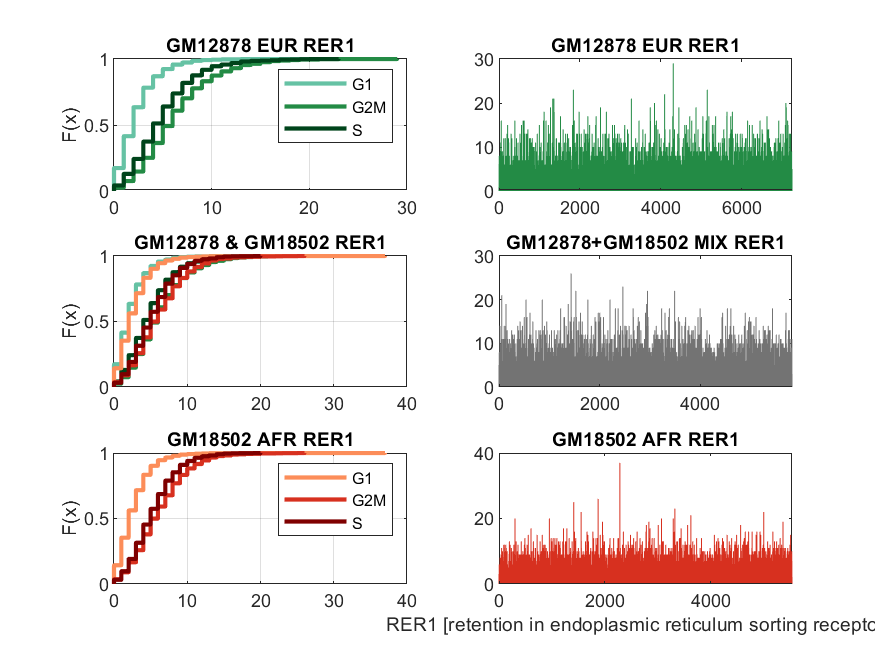 GM12878 EUR RER1
1
0.5
0
F(x)
0 10 20 30
G1
G2M
S
GM12878 EUR RER1
30
20
10
0
0 2000 4000 6000
GM12878 & GM18502 RER1
1
0.5
0
F(x)
0 10 20 30 40
GM12878+GM18502 MIX RER1
30
20
10
0
0 2000 4000
GM18502 AFR RER1
1
0.5
0
F(x)
0 10 20 30 40
G1
G2M
S
GM18502 AFR RER1
40
20
0
0 2000 4000
RER1 [retention in endoplasmic reticulum sorting recepto